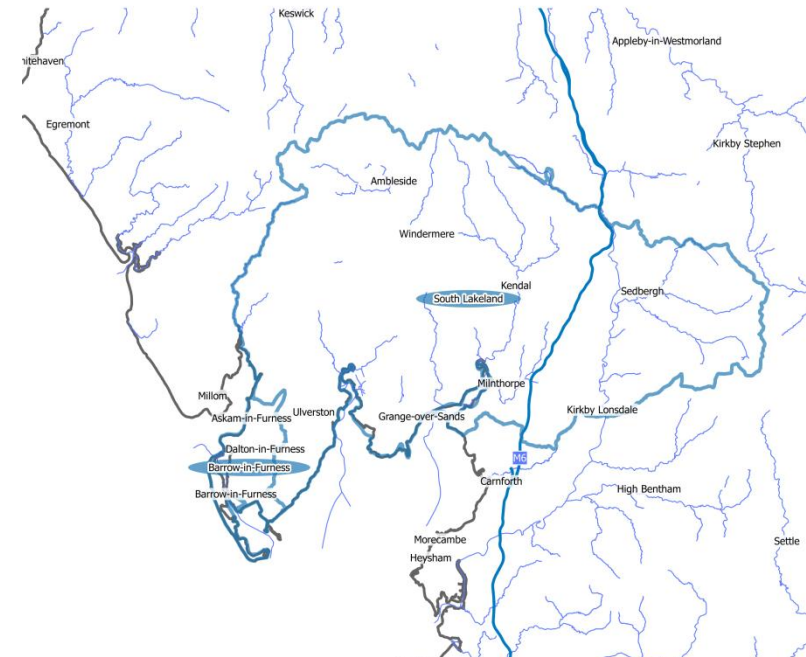 Keswick
Appleby-in-Westmorland
nitehaven
Egremont
Kirkby Stephen
Ambleside
Windermere
Kendal
Sedbergh
South Lakeland
Milnthorpe
Millom
Askam-in-Furness
Ulverston
Grange-over-Sands
Kirkby Lonsdale
Dalton-in-Furness
M6
Barrow-in-Furness
Carnforth
High Bentham
Barrow-in-Furness
Morecambe
Settle
Heysham